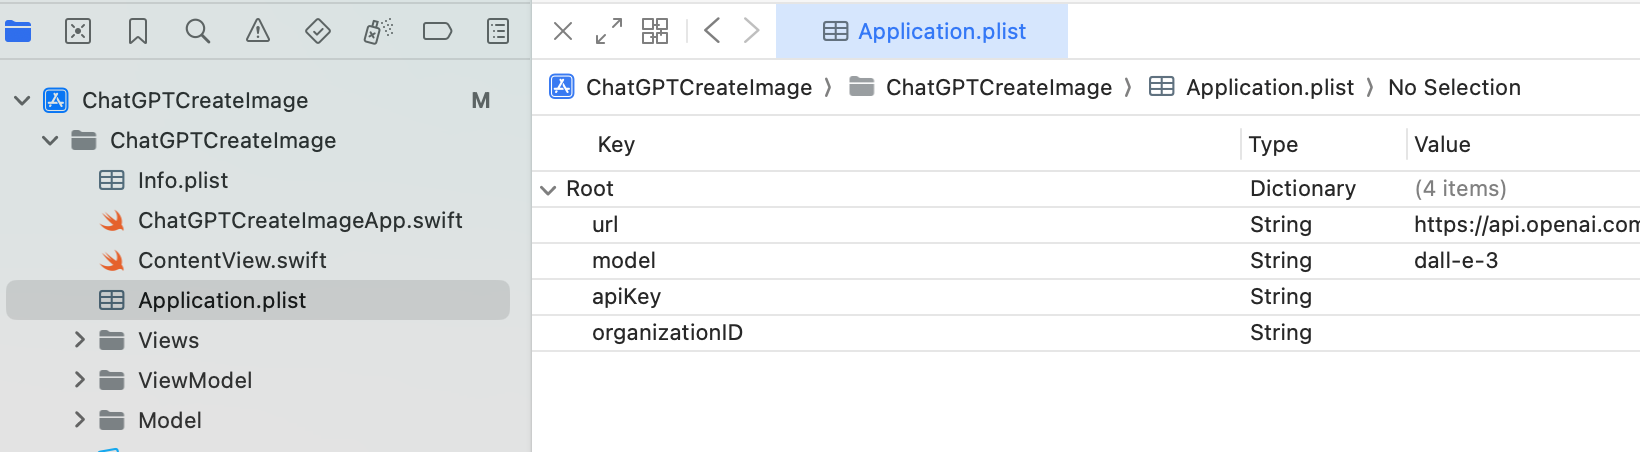 Application.plist
ChatGPTCreateImage M
ChatGPTCreateImage
Info.plist
ChatGPTCreateImageApp.swift
ContentView.swift
Application.plist
Views
ViewModel
Model
ChatGPTCreateImage 〉 ChatGPTCreateImage 〉 Application.plist 〉 No Selection
Key Type Value
Root Dictionary (4 items)
url String https://api.openai.com
model String dall-e-3
apiKey String
organizationID String